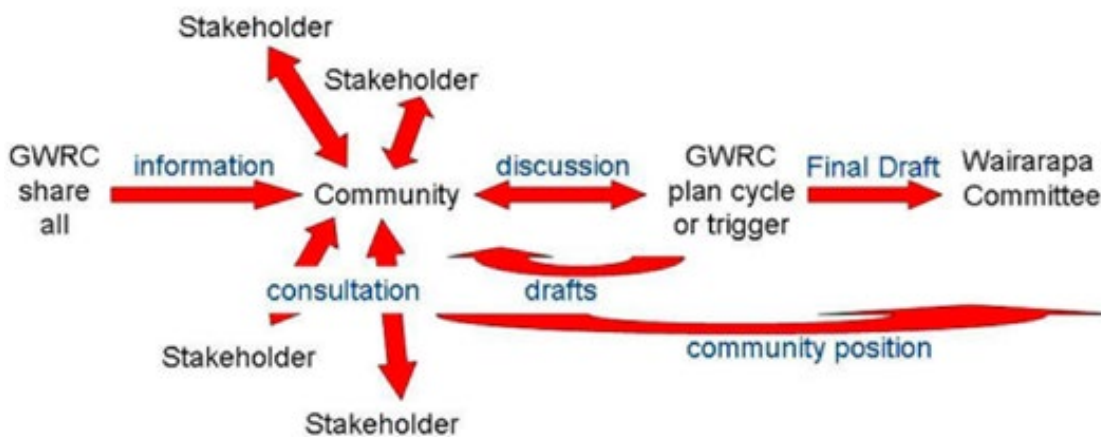 Stakeholder
Stakeholder
GWRC
share
all
information
Community
discussion
GWRC
plan cycle
or trigger
Final Draft
Wairarapa
Committee
consultation
drafts
Stakeholder
community position
Stakeholder